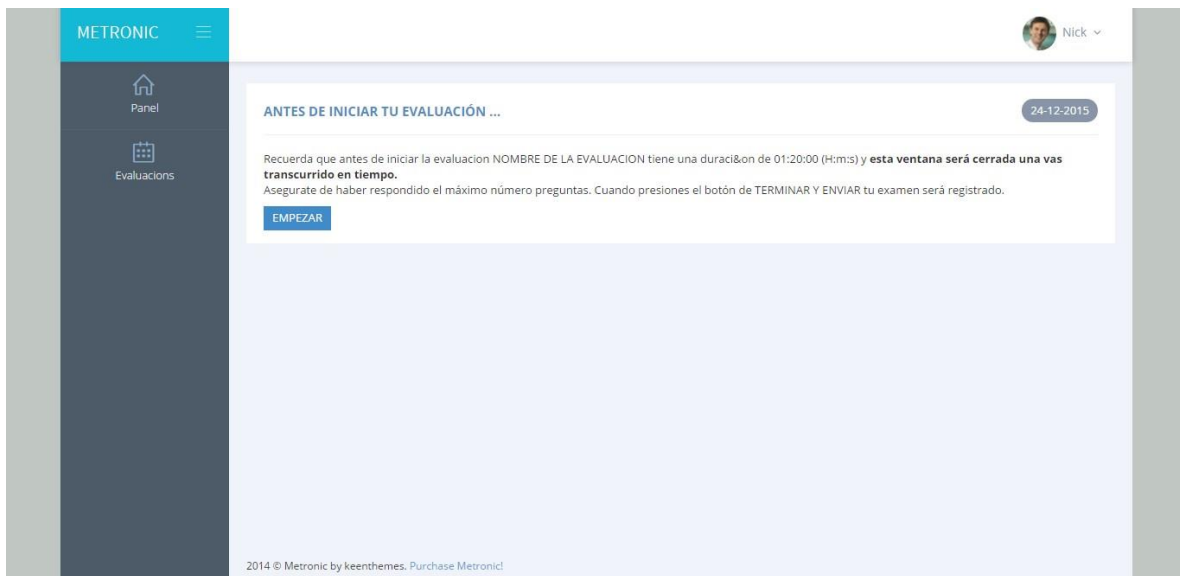 METRONIC
Nick
Panel
Evaluacions
ANTES DE INICIAR TU EVALUACIÓN ...
24-12-2015
Recuerda que antes de iniciar la evaluacion NOMBRE DE LA EVALUACION tiene una duraci&on de 01:20:00 (H:m:s) y esta ventana será cerrada una vas
transcurrido en tiempo.
Asegurate de haber respondido el máximo número preguntas. Cuando presiones el botón de TERMINAR Y ENVIAR tu examen será registrado.
EMPEZAR
2014 © Metronic by keenthemes. Purchase Metronic!